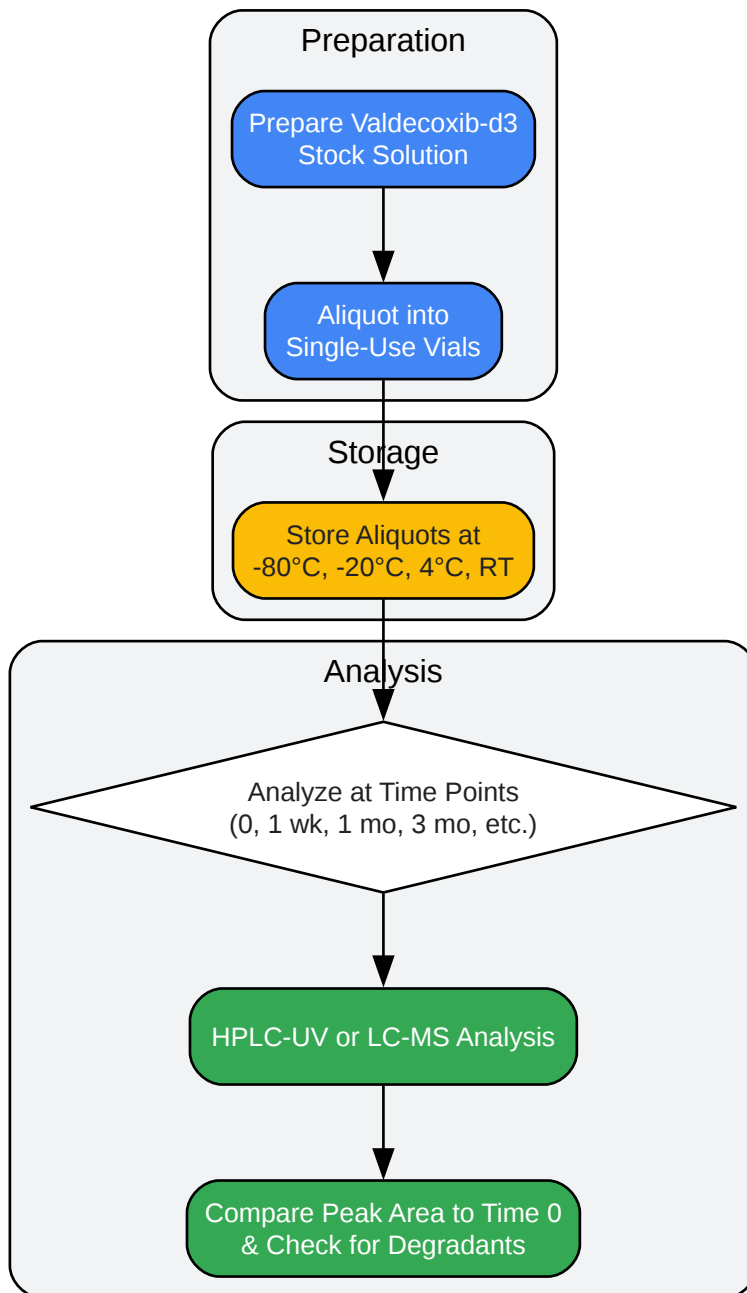 Preparation
Prepare Valdecoxib-d3
Stock Solution
Aliquot into
Single-Use Vials
Storage
Store Aliquots at
-80°C, -20°C, 4°C, RT
Analysis
Analyze at Time Points
(0, 1 wk, 1 mo, 3 mo, etc.)
HPLC-UV or LC-MS Analysis
Compare Peak Area to Time 0
& Check for Degradants